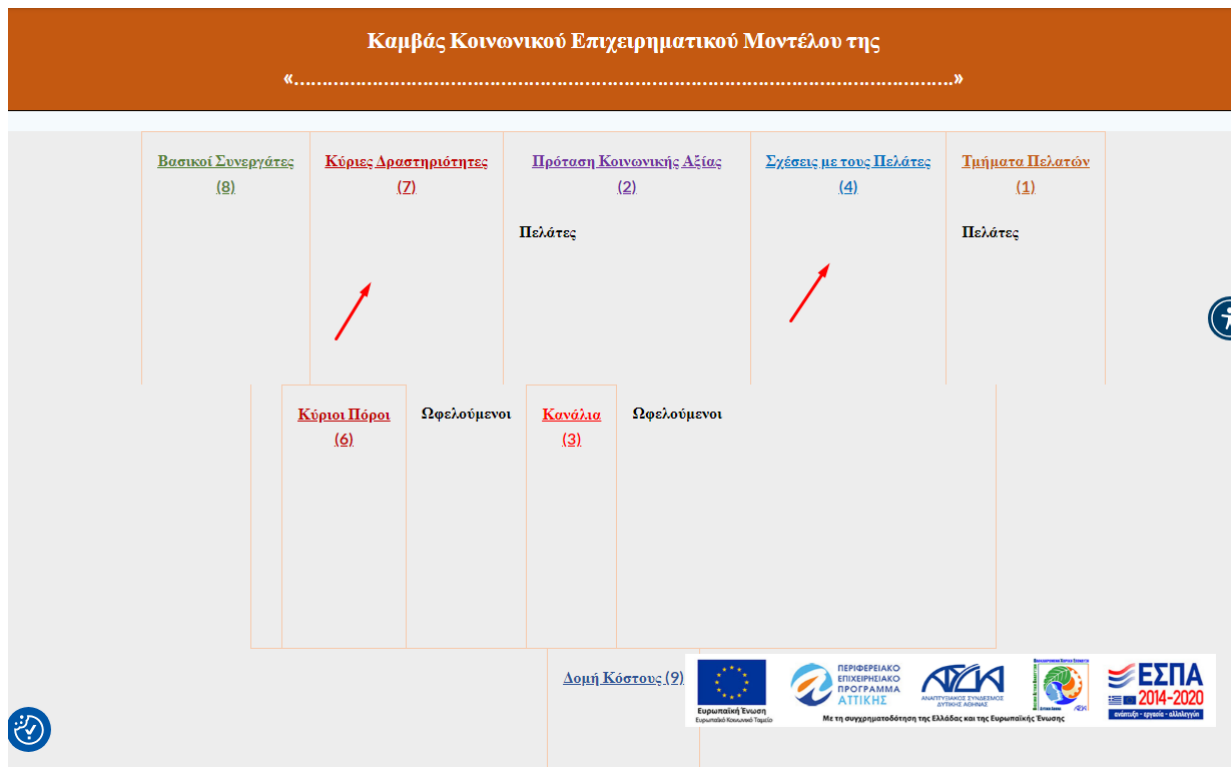 Καμβάς Κοινωνικού Επιχειρηματικού Μοντέλου της
«…………………………………………………………………………………………………….»
Βασικοί Συνεργάτες
(8)
Κύριες Δραστηριότητες
(7)
Πρόταση Κοινωνικής Αξίας
(2)
Πελάτες
Σχέσεις με τους Πελάτες
(4)
Τμήματα Πελατών
(1)
Πελάτες
Κύριοι Πόροι
(6)
Ωφελούμενοι
Κανάλια
(3)
Ωφελούμενοι
Δομή Κόστους (9)
Ευρωπαϊκή Ένωση
Ευρωπαϊκό Κοινωνικό Ταμείο
ΠΕΡΙΦΕΡΕΙΑΚΟ
ΕΠΙΧΕΙΡΗΣΙΑΚΟ
ΠΡΟΓΡΑΜΜΑ
ΑΤΤΙΚΗΣ
ΑΝΑΠΤΥΞΙΑΚΟΣ ΣΥΝΔΕΣΜΟΣ
ΔΥΤΙΚΗΣ ΑΘΗΝΑΣ
ΕΣΠΑ
2014-2020
ανάπτυξη - εργασία - αλληλεγγύη
Με τη συγχρηματοδότηση της Ελλάδας και της Ευρωπαϊκής Ένωσης